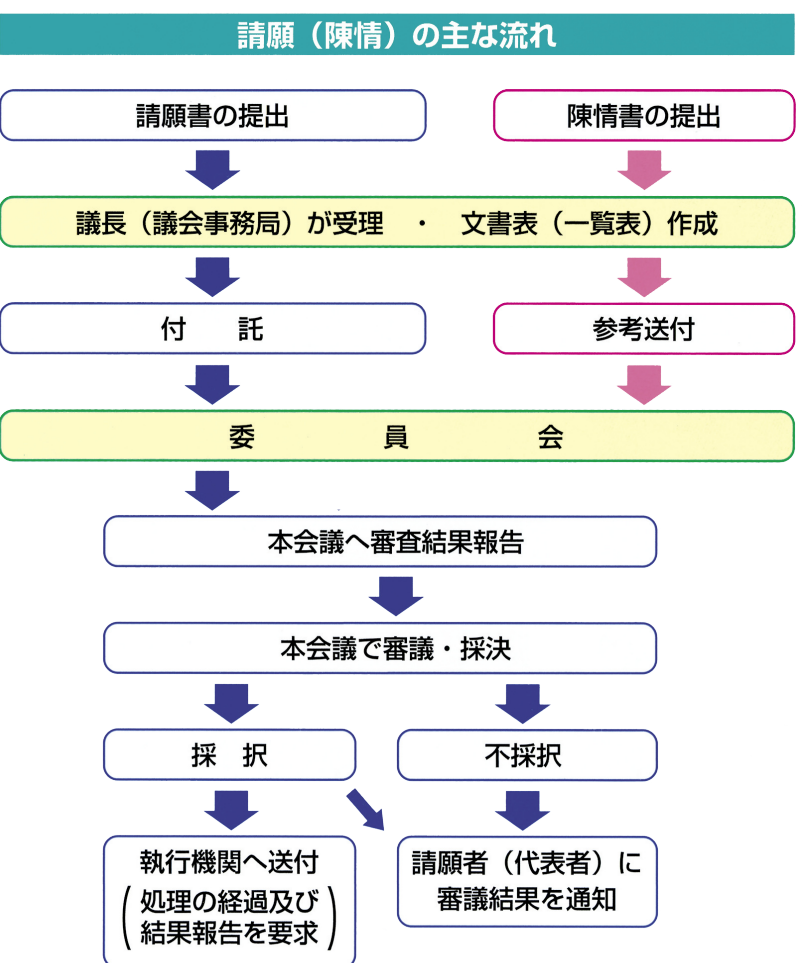 請願（陳情）の主な流れ
請願書の提出
陳情書の提出
議長（議会事務局）が受理　・　文書表（一覧表）作成
付　　託
参考送付
委　　　　　員　　　　　会
本会議へ審査結果報告
本会議で審議・採決
採　択
不採択
執行機関へ送付
（処理の経過及び
結果報告を要求）
請願者（代表者）に
審議結果を通知